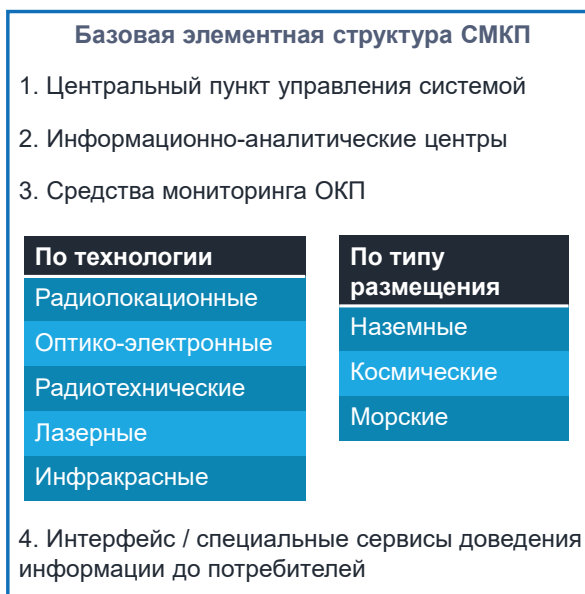 Базовая элементная структура СМКП
1. Центральный пункт управления системой
2. Информационно-аналитические центры
3. Средства мониторинга ОКП
По технологии
Радиолокационные
Оптико-электронные
Радиотехнические
Лазерные
Инфракрасные
По типу
размещения
Наземные
Космические
Морские
4. Интерфейс / специальные сервисы доведения
информации до потребителей